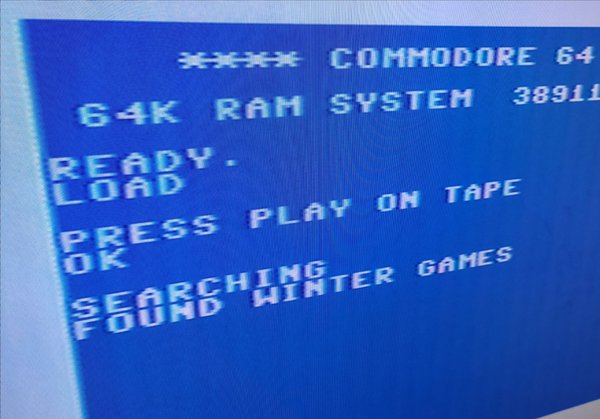 **** COMMODORE 64
64K RAM SYSTEM 38911
READY.
LOAD
PRESS PLAY ON TAPE
OK
SEARCHING
FOUND WINTER GAMES